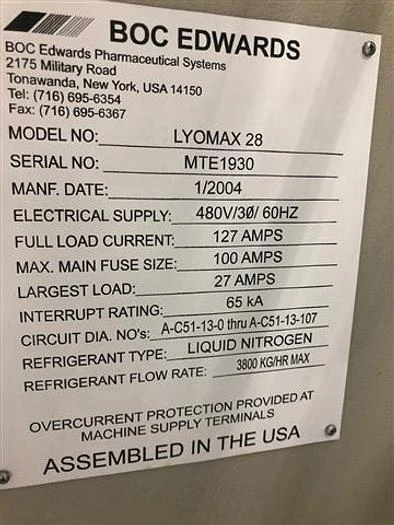 BOC EDWARDS
BOC Edwards Pharmaceutical Systems
2175 Military Road
Tonawanda, New York, USA 14150
Tel: (716) 695-6354
Fax: (716) 695-6367
MODEL NO: LYOMAX 28
SERIAL NO: MTE1930
MANF. DATE: 1/2004
ELECTRICAL SUPPLY: 480V/3Ø/ 60HZ
FULL LOAD CURRENT: 127 AMPS
MAX. MAIN FUSE SIZE: 100 AMPS
LARGEST LOAD: 27 AMPS
INTERRUPT RATING: 65 kA
CIRCUIT DIA. NO's: A-C51-13-0 thru A-C51-13-107
REFRIGERANT TYPE: LIQUID NITROGEN
REFRIGERANT FLOW RATE: 3800 KG/HR MAX
OVERCURRENT PROTECTION PROVIDED AT
MACHINE SUPPLY TERMINALS
ASSEMBLED IN THE USA